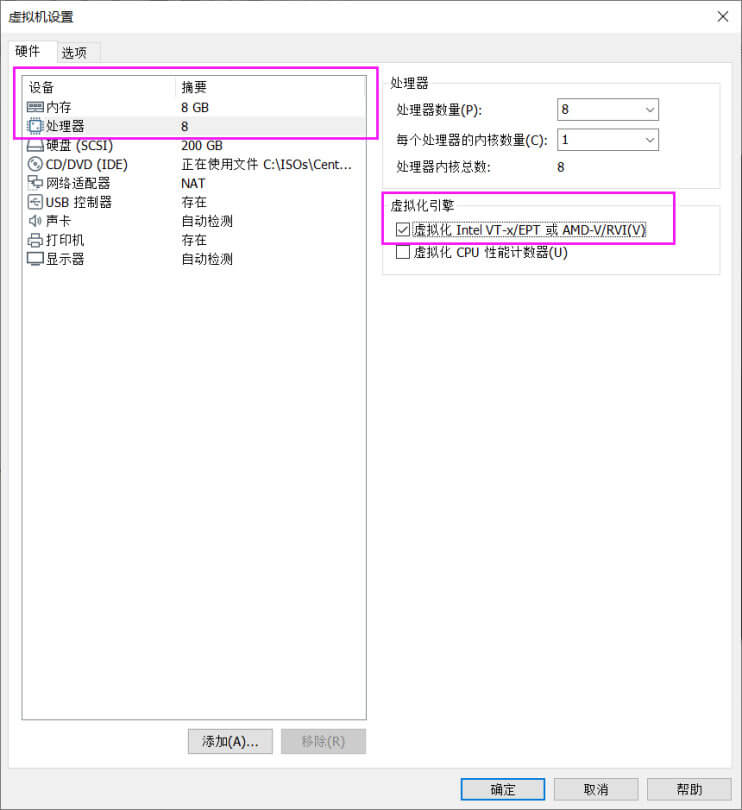 虚拟机设置
硬件 选项
设备 摘要
内存 8 GB
处理器 8
硬盘 (SCSI) 200 GB
CD/DVD (IDE) 正在使用文件 C:\ISOs\Cent...
网络适配器 NAT
USB 控制器 存在
声卡 自动检测
打印机 存在
显示器 自动检测
添加(A)... 移除(R)
处理器
处理器数量(P): 8
每个处理器的内核数量(C): 1
处理器内核总数: 8
虚拟化引擎
虚拟化 Intel VT-x/EPT 或 AMD-V/RVI(V)
虚拟化 CPU 性能计数器(U)
确定 取消 帮助